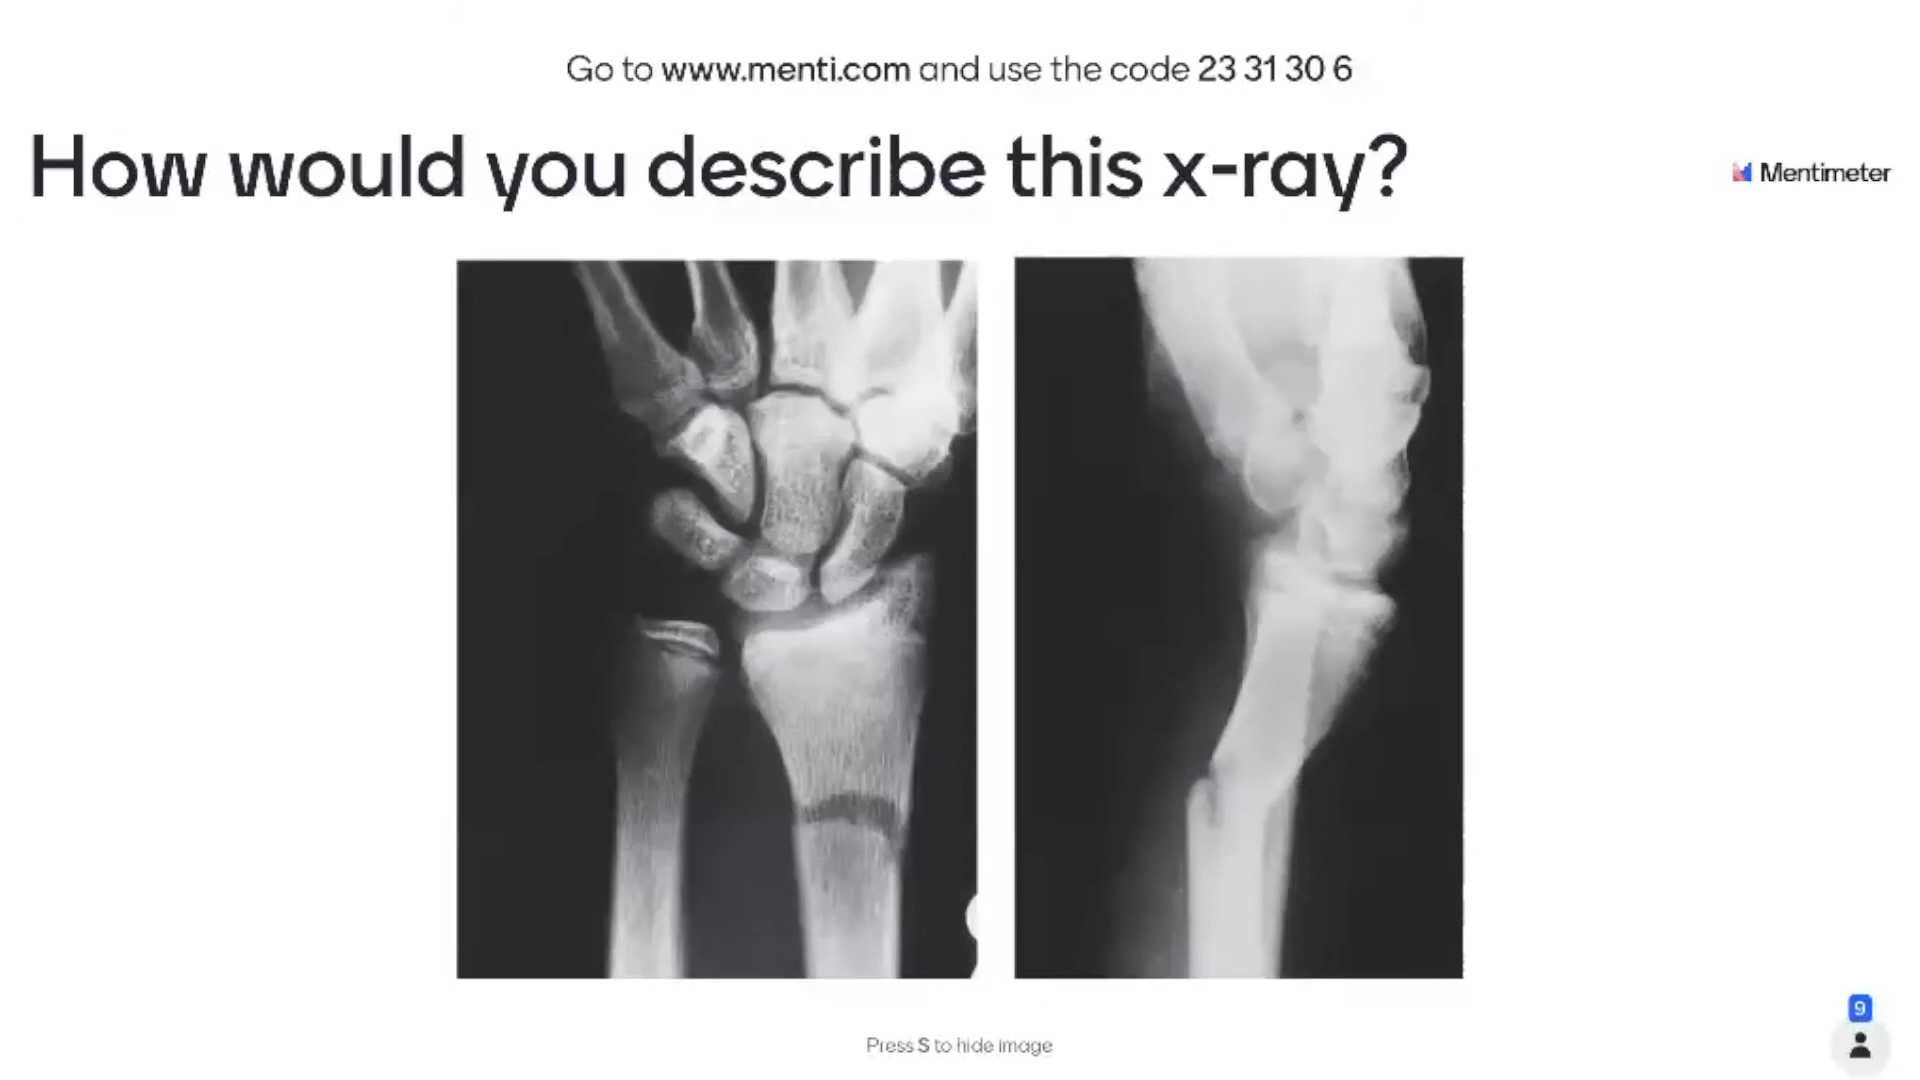 Go to www.menti.com and use the code 23 31 30 6
How would you describe this x-ray?
Mentimeter
Press S to hide image
9